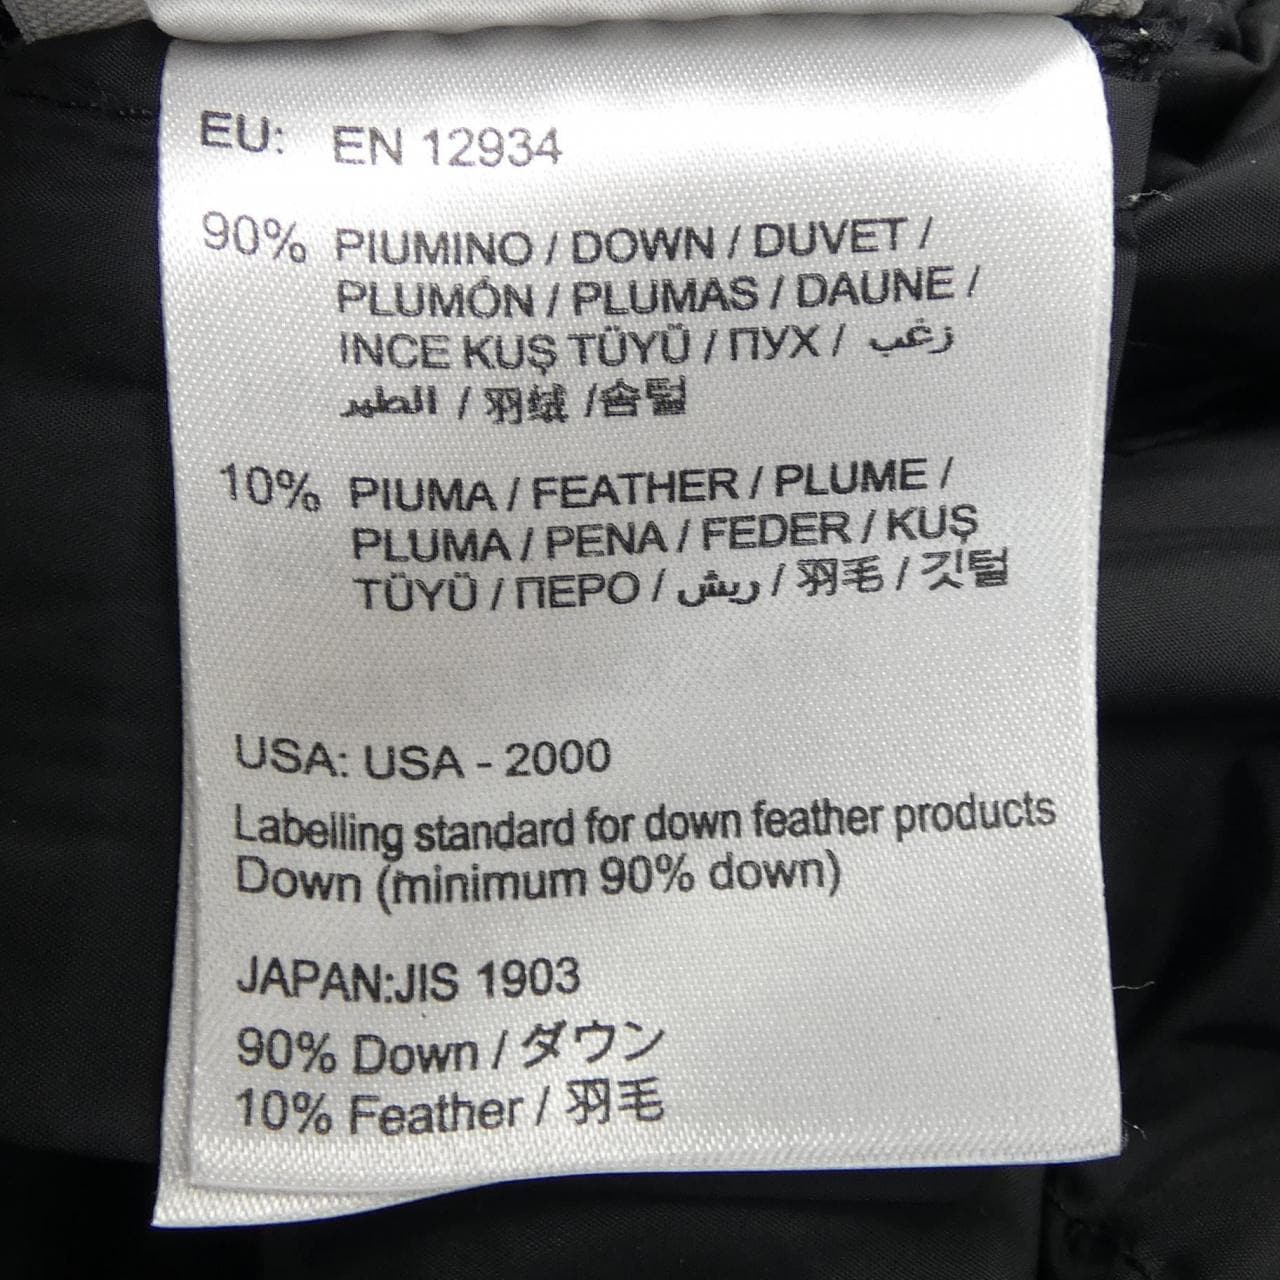 EU: EN 12934
90% PIUMINO / DOWN / DUVET /
PLUMÓN / PLUMAS / DAUNE /
INCE KUŞ TÜYÜ / ПУХ / زغب
الطير / 羽绒 /솜털
10% PIUMA / FEATHER / PLUME /
PLUMA / PENA / FEDER / KUŞ
TÜYÜ / ПЕРО / ريش / 羽毛 / 깃털
USA: USA - 2000
Labelling standard for down feather products
Down (minimum 90% down)
JAPAN:JIS 1903
90% Down / ダウン
10% Feather / 羽毛